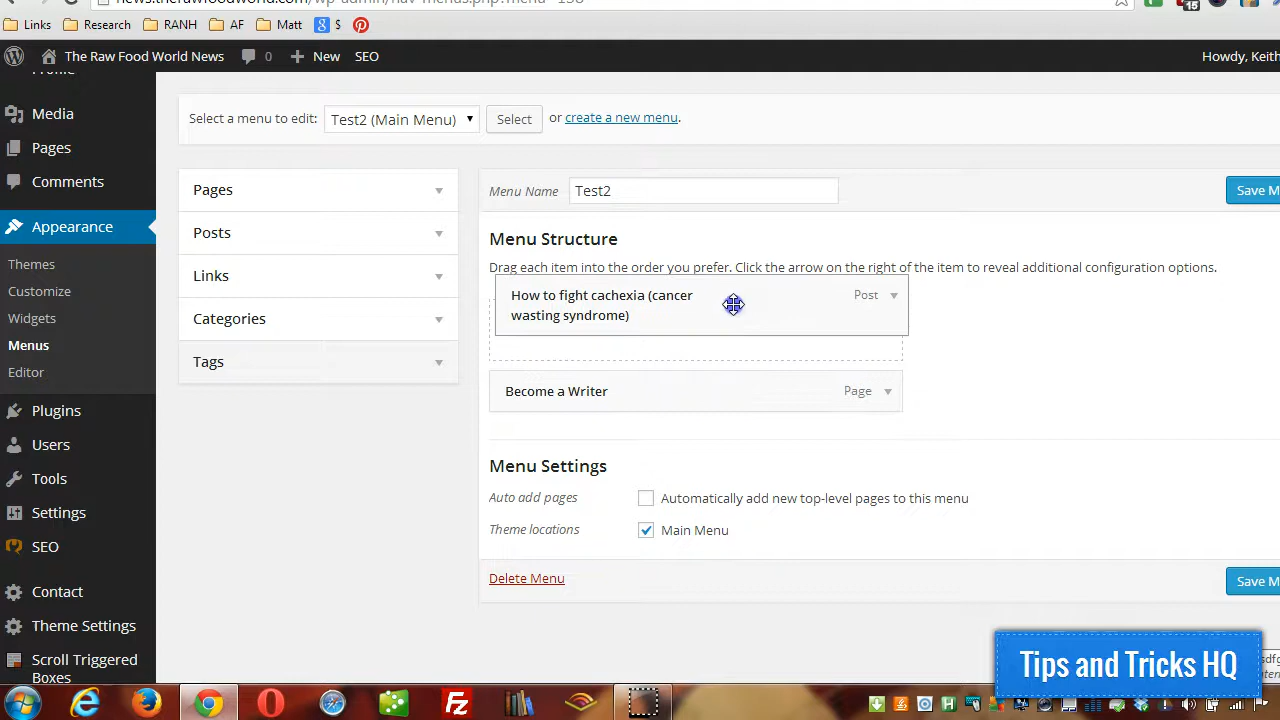 Links Research RANH AF Matt $
The Raw Food World News 0 New SEO Howdy, Keith
Profile
Media
Pages
Comments
Appearance
Themes
Customize
Widgets
Menus
Editor
Plugins
Users
Tools
Settings
SEO
Contact
Theme Settings
Scroll Triggered
Boxes
Select a menu to edit: Test2 (Main Menu) Select or create a new menu.
Pages
Posts
Links
Categories
Tags
Menu Name Test2 Save M
Menu Structure
Drag each item into the order you prefer. Click the arrow on the right of the item to reveal additional configuration options.
How to fight cachexia (cancer Post
wasting syndrome)
Become a Writer Page
Menu Settings
Auto add pages Automatically add new top-level pages to this menu
Theme locations Main Menu
Delete Menu Save M
Tips and Tricks HQ